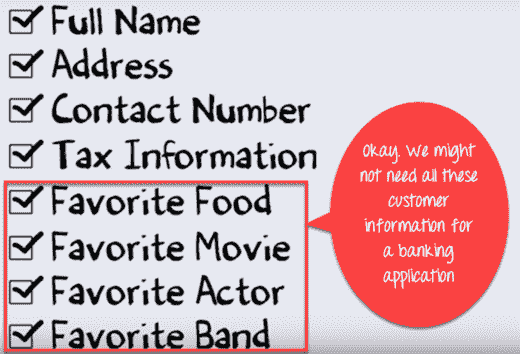 Full Name
Address
Contact Number
Tax Information
Favorite Food
Favorite Movie
Favorite Actor
Favorite Band
Okay. We might
not need all these
customer
information for
a banking
application